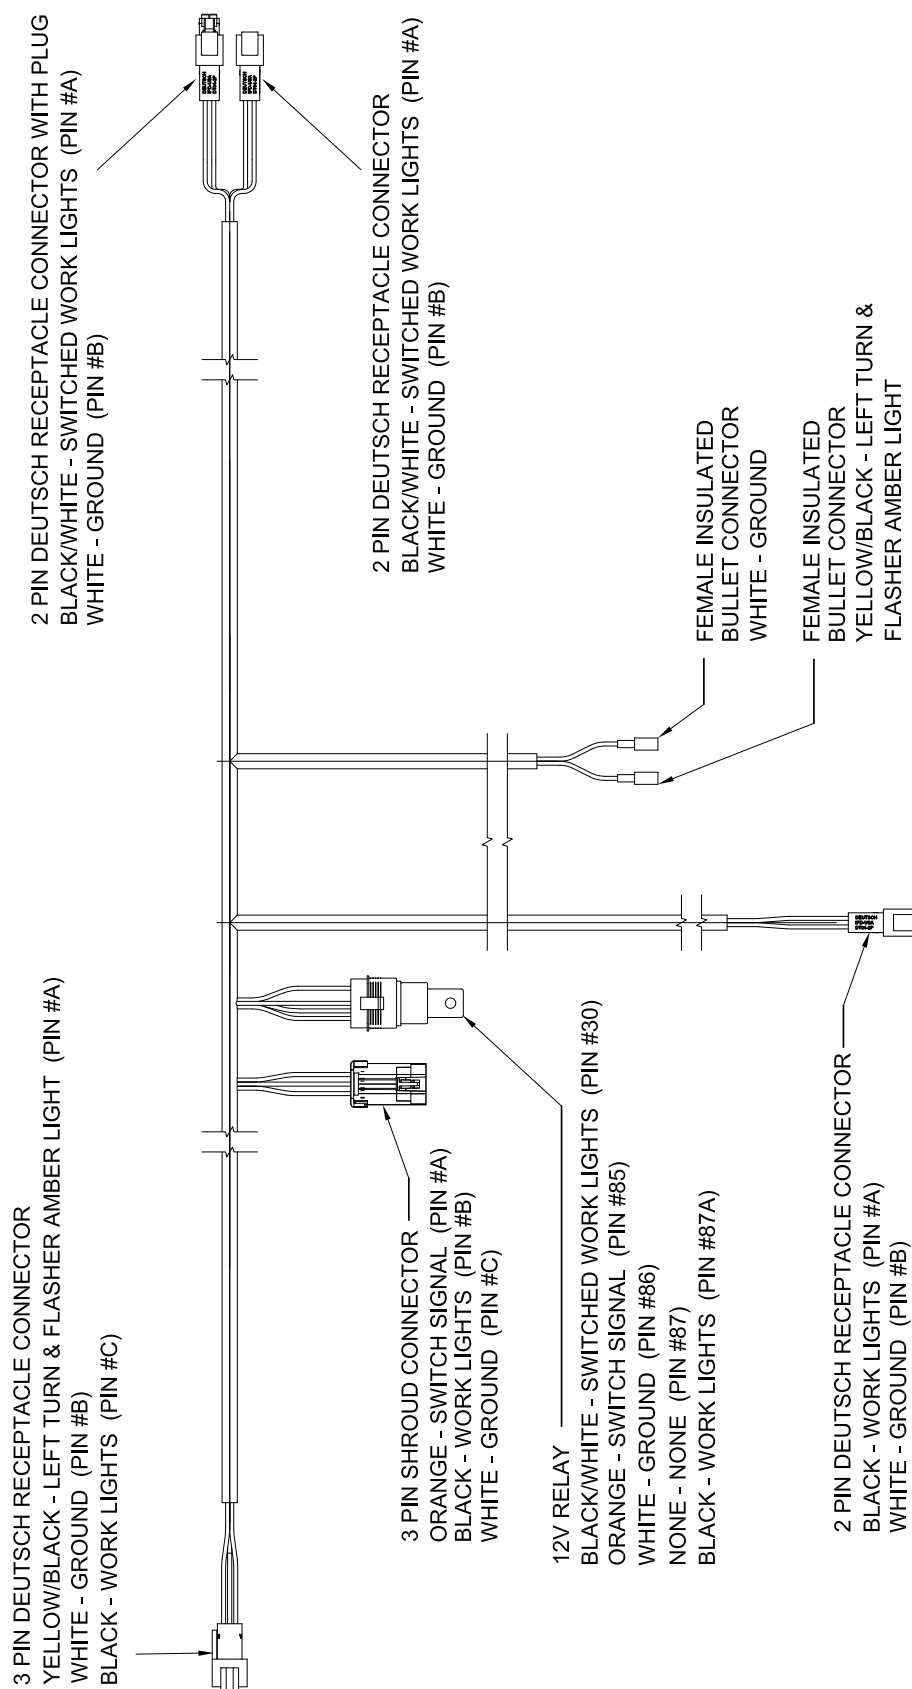 2 PIN DEUTSCH RECEPTACLE CONNECTOR WITH PLUG
BLACK/WHITE - SWITCHED WORK LIGHTS (PIN #A)
WHITE - GROUND (PIN #B)
2 PIN DEUTSCH RECEPTACLE CONNECTOR
BLACK/WHITE - SWITCHED WORK LIGHTS (PIN #A)
WHITE - GROUND (PIN #B)
FEMALE INSULATED
BULLET CONNECTOR
WHITE - GROUND
FEMALE INSULATED
BULLET CONNECTOR
YELLOW/BLACK - LEFT TURN &
FLASHER AMBER LIGHT
3 PIN DEUTSCH RECEPTACLE CONNECTOR
YELLOW/BLACK - LEFT TURN & FLASHER AMBER LIGHT (PIN #A)
WHITE - GROUND (PIN #B)
BLACK - WORK LIGHTS (PIN #C)
3 PIN SHROUD CONNECTOR
ORANGE - SWITCH SIGNAL (PIN #A)
BLACK - WORK LIGHTS (PIN #B)
WHITE - GROUND (PIN #C)
12V RELAY
BLACK/WHITE - SWITCHED WORK LIGHTS (PIN #30)
ORANGE - SWITCH SIGNAL (PIN #85)
WHITE - GROUND (PIN #86)
NONE - NONE (PIN #87)
BLACK - WORK LIGHTS (PIN #87A)
2 PIN DEUTSCH RECEPTACLE CONNECTOR
BLACK - WORK LIGHTS (PIN #A)
WHITE - GROUND (PIN #B)
DEUTSCH
DEUTSCH
DEUTSCH